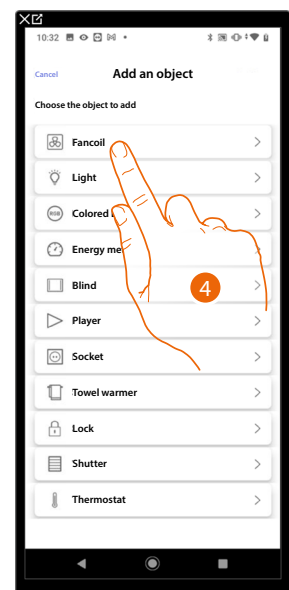 10:32
Cancel
Add an object
Choose the object to add
Fancoil
Light
RGB
Colored
Energy me
Blind
4
Player
Socket
Towel warmer
Lock
Shutter
Thermostat